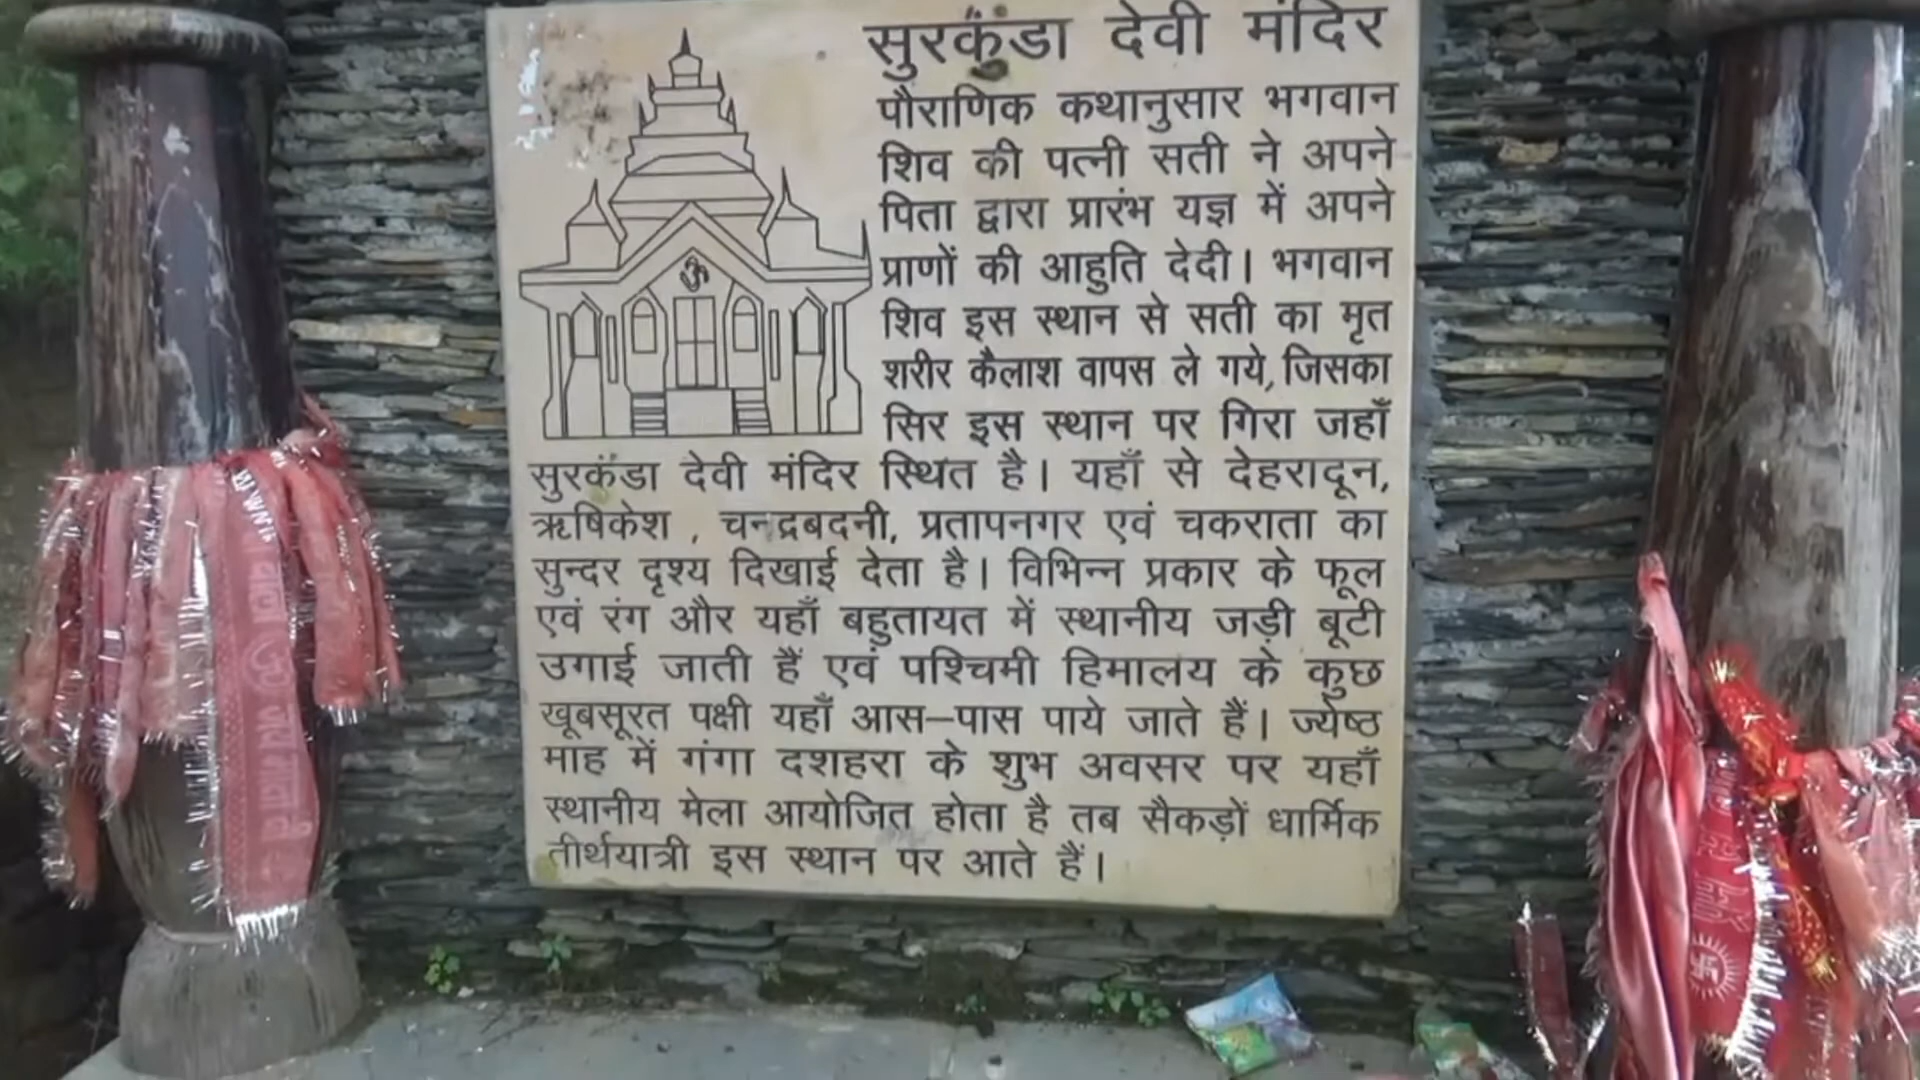 सुरकुंडा देवी मंदिर
पौराणिक कथानुसार भगवान
शिव की पत्नी सती ने अपने
पिता द्वारा प्रारंभ यज्ञ में अपने
प्राणों की आहुति देदी। भगवान
शिव इस स्थान से सती का मृत
शरीर कैलाश वापस ले गये, जिसका
सिर इस स्थान पर गिरा जहाँ
सुरकंडा देवी मंदिर स्थित है। यहाँ से देहरादून,
ऋषिकेश , चन्द्रबदनी, प्रतापनगर एवं चकराता का
सुन्दर दृश्य दिखाई देता है। विभिन्न प्रकार के फूल
एवं रंग और यहाँ बहुतायत में स्थानीय जड़ी बूटी
उगाई जाती हैं एवं पश्चिमी हिमालय के कुछ
खूबसूरत पक्षी यहाँ आस–पास पाये जाते हैं। ज्येष्ठ
माह में गंगा दशहरा के शुभ अवसर पर यहाँ
स्थानीय मेला आयोजित होता है तब सैकड़ों धार्मिक
तीर्थयात्री इस स्थान पर आते हैं।
ॐ